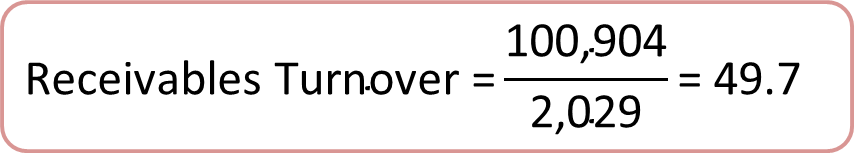 Receivables Turnover = 100,904 / 2,029 = 49.7